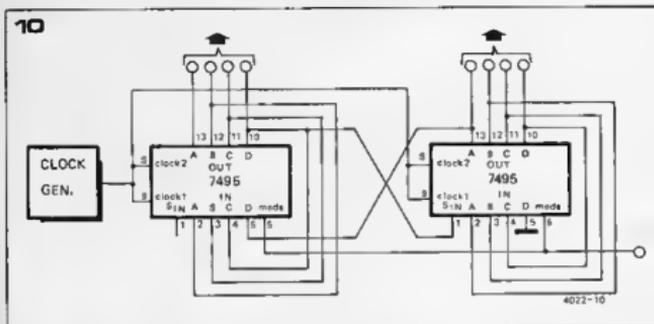 10
13 12 11 10
A B C D
OUT
7495
IN
clock2
clock1
SIN A B C D mode
1 2 3 4 5 6
CLOCK
GEN.
13 12 11 10
A B C D
OUT
7495
IN
clock2
clock1
SIN A B C D mode
1 2 3 4 5 6
4022-10